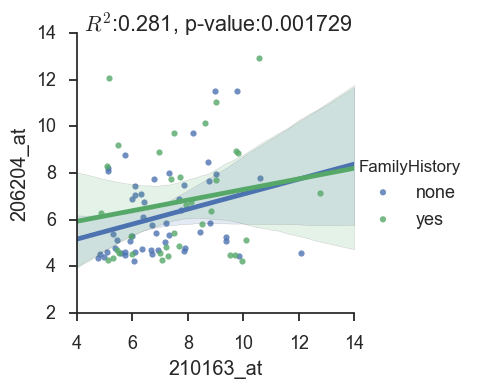 R²:0.281, p-value:0.001729
14
12
10
8
6
4
2
206204_at
4 6 8 10 12 14
210163_at
FamilyHistory
none
yes